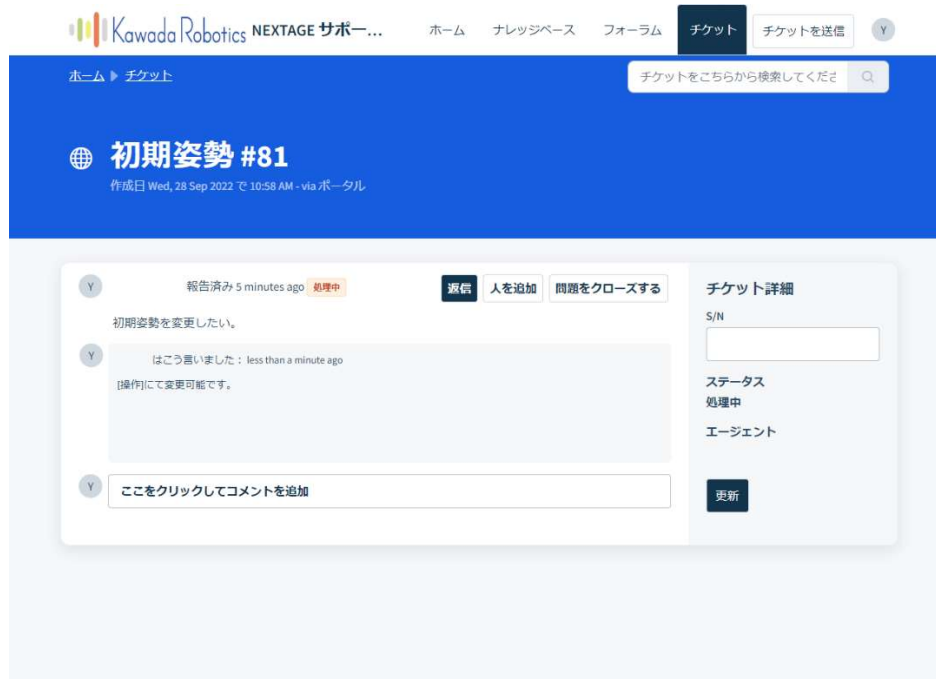 Kawada Robotics NEXTAGE サポー... ホーム ナレッジベース フォーラム チケット チケットを送信 Y
ホーム ▶ チケット
チケットをこちらから検索してくださ
初期姿勢 #81
作成日 Wed, 28 Sep 2022 で 10:58 AM - via ポータル
Y 報告済み 5 minutes ago 処理中 返信 人を追加 問題をクローズする
初期姿勢を変更したい。
Y はこう言いました： less than a minute ago
[操作]にて変更可能です。
Y ここをクリックしてコメントを追加
チケット詳細
S/N
ステータス
処理中
エージェント
更新